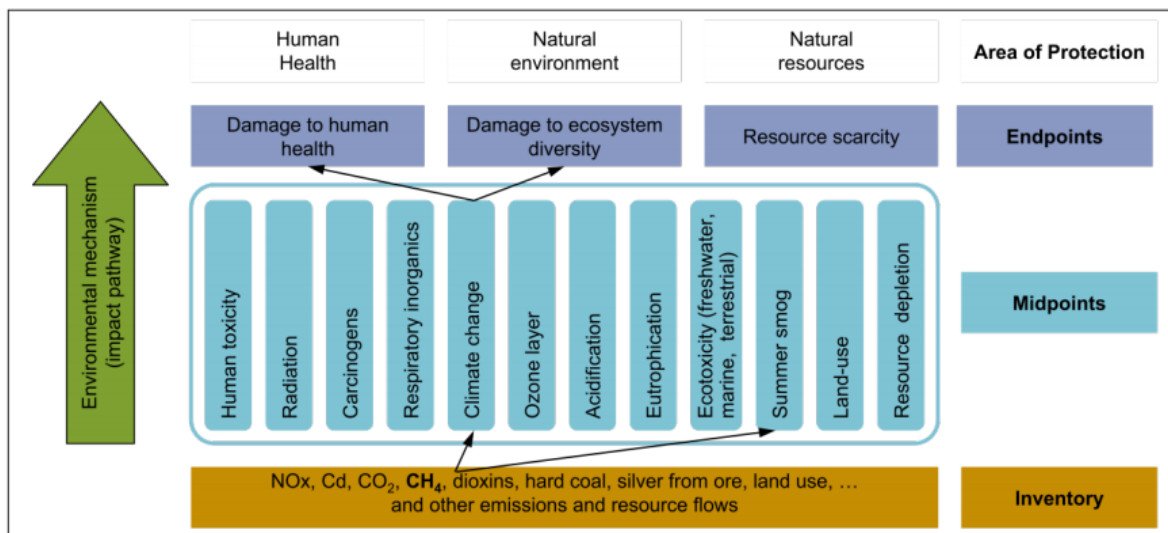 Human
Health
Natural
environment
Natural
resources
Area of Protection
Damage to human
health
Damage to ecosystem
diversity
Resource scarcity
Endpoints
Environmental mechanism
(impact pathway)
Human toxicity
Radiation
Carcinogens
Respiratory inorganics
Climate change
Ozone layer
Acidification
Eutrophication
Ecotoxicity (freshwater,
marine, terrestrial)
Summer smog
Land-use
Resource depletion
Midpoints
NOx, Cd, CO₂, CH₄, dioxins, hard coal, silver from ore, land use, …
and other emissions and resource flows
Inventory